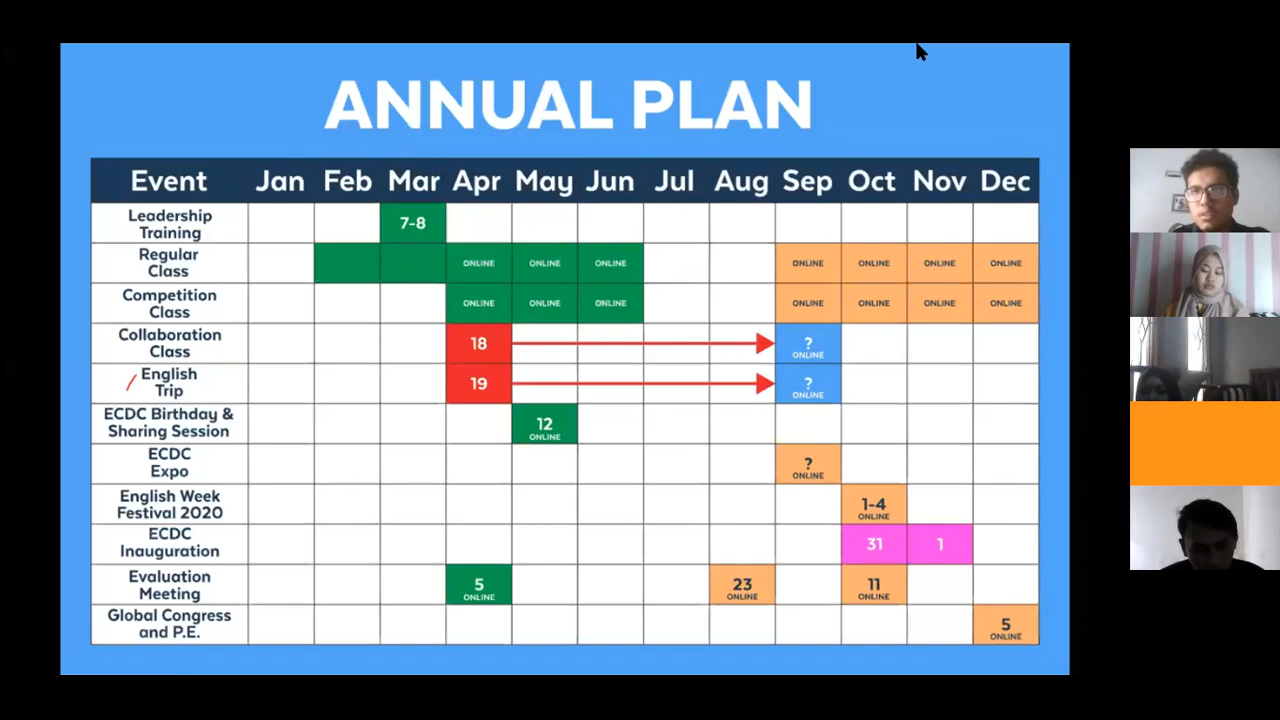 ANNUAL PLAN
Event Jan Feb Mar Apr May Jun Jul Aug Sep Oct Nov Dec
Leadership
Training
7-8
Regular
Class
ONLINE ONLINE ONLINE ONLINE ONLINE ONLINE ONLINE
Competition
Class
ONLINE ONLINE ONLINE ONLINE ONLINE ONLINE ONLINE
Collaboration
Class
18 ?
ONLINE
English
Trip
19 ?
ONLINE
ECDC Birthday &
Sharing Session
12
ONLINE
ECDC
Expo
?
ONLINE
English Week
Festival 2020
1-4
ONLINE
ECDC
Inauguration
31 1
Evaluation
Meeting
5 23 11
ONLINE ONLINE ONLINE
Global Congress
and P.E.
5
ONLINE